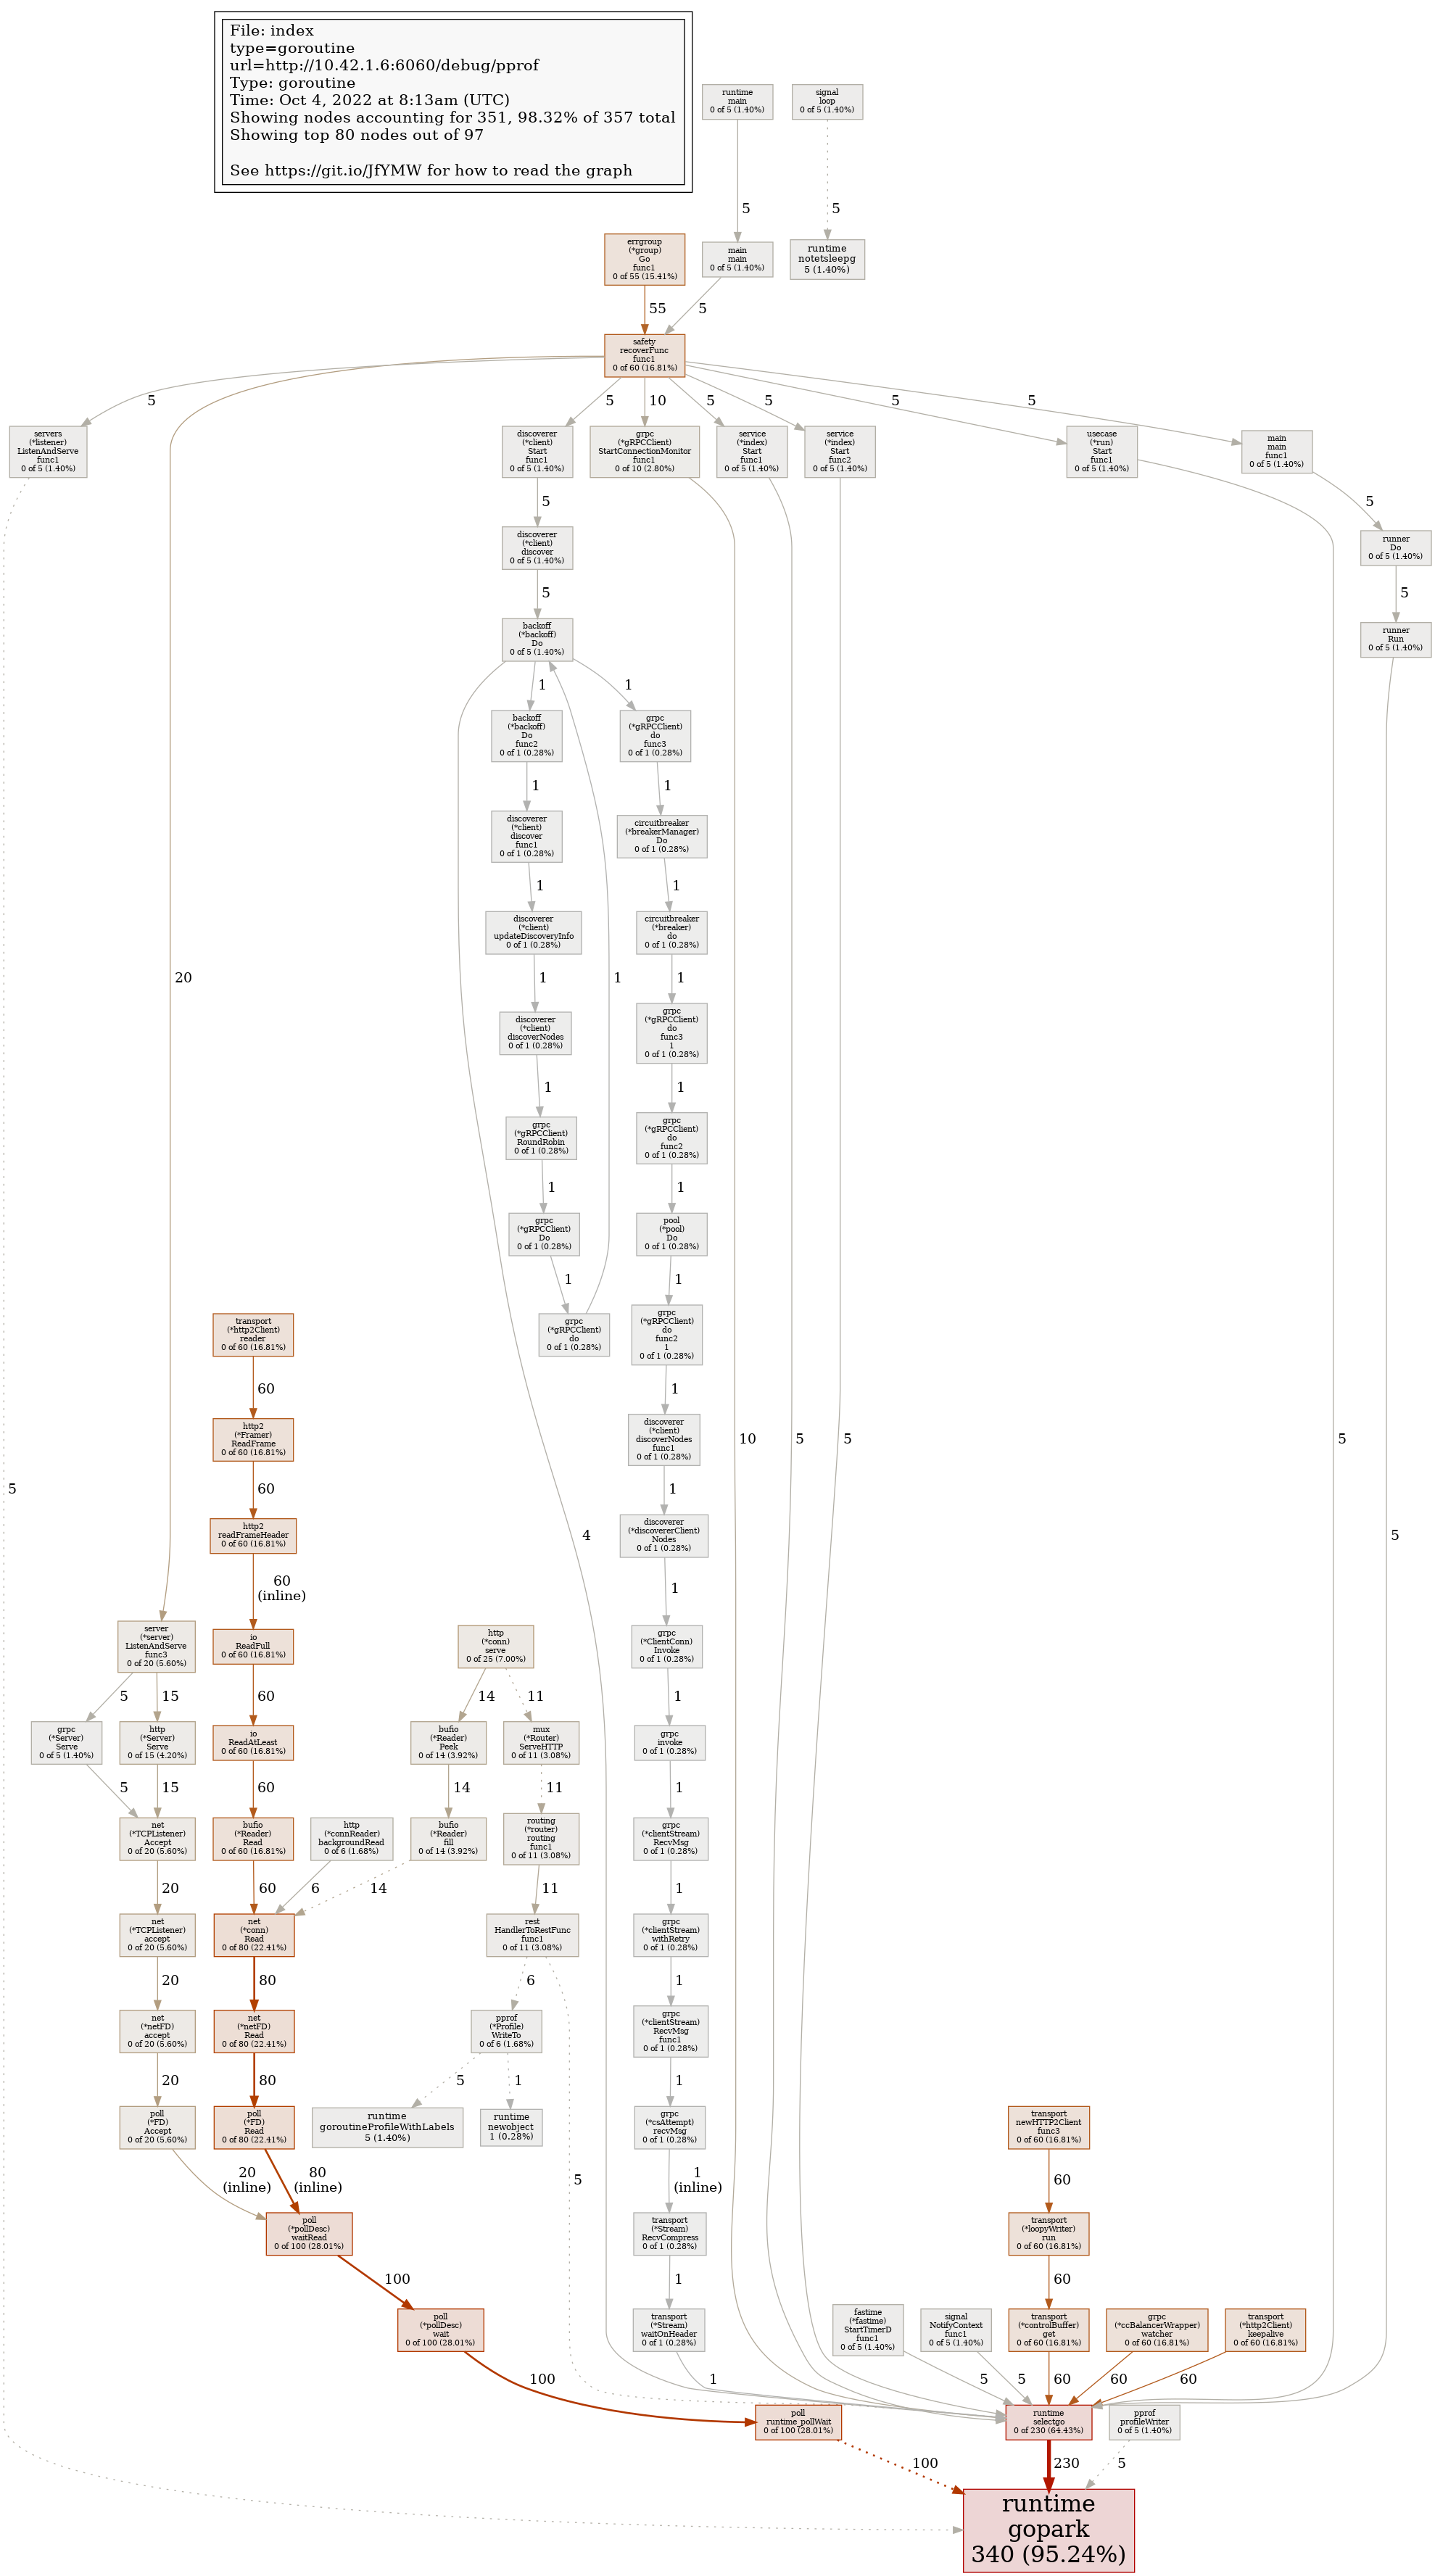 File: index
type=goroutine
url=http://10.42.1.6:6060/debug/pprof
Type: goroutine
Time: Oct 4, 2022 at 8:13am (UTC)
Showing nodes accounting for 351, 98.32% of 357 total
Showing top 80 nodes out of 97
See https://git.io/JfYMW for how to read the graph
runtime
main
0 of 5 (1.40%)
signal
loop
0 of 5 (1.40%)
5
5
errgroup
(*group)
Go
func1
0 of 55 (15.41%)
main
main
0 of 5 (1.40%)
runtime
notetsleepg
5 (1.40%)
55
5
safety
recoverFunc
func1
0 of 60 (16.81%)
5
5
10
5
5
5
5
servers
(*listener)
ListenAndServe
func1
0 of 5 (1.40%)
discoverer
(*client)
Start
func1
0 of 5 (1.40%)
grpc
(*gRPCClient)
StartConnectionMonitor
func1
0 of 10 (2.80%)
service
(*index)
Start
func1
0 of 5 (1.40%)
service
(*index)
Start
func2
0 of 5 (1.40%)
usecase
(*run)
Start
func1
0 of 5 (1.40%)
main
main
func1
0 of 5 (1.40%)
5
5
discoverer
(*client)
discover
0 of 5 (1.40%)
runner
Do
0 of 5 (1.40%)
5
5
backoff
(*backoff)
Do
0 of 5 (1.40%)
runner
Run
0 of 5 (1.40%)
1
1
backoff
(*backoff)
Do
func2
0 of 1 (0.28%)
grpc
(*gRPCClient)
do
func3
0 of 1 (0.28%)
1
1
discoverer
(*client)
discover
func1
0 of 1 (0.28%)
circuitbreaker
(*breakerManager)
Do
0 of 1 (0.28%)
1
1
discoverer
(*client)
updateDiscoveryInfo
0 of 1 (0.28%)
circuitbreaker
(*breaker)
do
0 of 1 (0.28%)
20
1
1
1
discoverer
(*client)
discoverNodes
0 of 1 (0.28%)
grpc
(*gRPCClient)
do
func3
1
0 of 1 (0.28%)
1
1
grpc
(*gRPCClient)
RoundRobin
0 of 1 (0.28%)
grpc
(*gRPCClient)
do
func2
0 of 1 (0.28%)
1
1
grpc
(*gRPCClient)
Do
0 of 1 (0.28%)
pool
(*pool)
Do
0 of 1 (0.28%)
1
1
transport
(*http2Client)
reader
0 of 60 (16.81%)
grpc
(*gRPCClient)
do
0 of 1 (0.28%)
grpc
(*gRPCClient)
do
func2
1
0 of 1 (0.28%)
60
1
http2
(*Framer)
ReadFrame
0 of 60 (16.81%)
discoverer
(*client)
discoverNodes
func1
0 of 1 (0.28%)
10
5
5
5
5
60
1
http2
readFrameHeader
0 of 60 (16.81%)
4
discoverer
(*discovererClient)
Nodes
0 of 1 (0.28%)
5
60
(inline)
1
server
(*server)
ListenAndServe
func3
0 of 20 (5.60%)
io
ReadFull
0 of 60 (16.81%)
http
(*conn)
serve
0 of 25 (7.00%)
grpc
(*ClientConn)
Invoke
0 of 1 (0.28%)
5
15
60
14
11
1
grpc
(*Server)
Serve
0 of 5 (1.40%)
http
(*Server)
Serve
0 of 15 (4.20%)
io
ReadAtLeast
0 of 60 (16.81%)
bufio
(*Reader)
Peek
0 of 14 (3.92%)
mux
(*Router)
ServeHTTP
0 of 11 (3.08%)
grpc
invoke
0 of 1 (0.28%)
5
15
60
14
11
1
net
(*TCPListener)
Accept
0 of 20 (5.60%)
bufio
(*Reader)
Read
0 of 60 (16.81%)
http
(*connReader)
backgroundRead
0 of 6 (1.68%)
bufio
(*Reader)
fill
0 of 14 (3.92%)
routing
(*router)
routing
func1
0 of 11 (3.08%)
grpc
(*clientStream)
RecvMsg
0 of 1 (0.28%)
20
60
6
14
11
1
net
(*TCPListener)
accept
0 of 20 (5.60%)
net
(*conn)
Read
0 of 80 (22.41%)
rest
HandlerToRestFunc
func1
0 of 11 (3.08%)
grpc
(*clientStream)
withRetry
0 of 1 (0.28%)
20
80
6
1
net
(*netFD)
accept
0 of 20 (5.60%)
net
(*netFD)
Read
0 of 80 (22.41%)
pprof
(*Profile)
WriteTo
0 of 6 (1.68%)
grpc
(*clientStream)
RecvMsg
func1
0 of 1 (0.28%)
20
80
5
1
1
poll
(*FD)
Accept
0 of 20 (5.60%)
poll
(*FD)
Read
0 of 80 (22.41%)
runtime
goroutineProfileWithLabels
5 (1.40%)
runtime
newobject
1 (0.28%)
grpc
(*csAttempt)
recvMsg
0 of 1 (0.28%)
transport
newHTTP2Client
func3
0 of 60 (16.81%)
20
(inline)
80
(inline)
5
1
(inline)
60
poll
(*pollDesc)
waitRead
0 of 100 (28.01%)
transport
(*Stream)
RecvCompress
0 of 1 (0.28%)
transport
(*loopyWriter)
run
0 of 60 (16.81%)
100
1
60
poll
(*pollDesc)
wait
0 of 100 (28.01%)
transport
(*Stream)
waitOnHeader
0 of 1 (0.28%)
fastime
(*fastime)
StartTimerD
func1
0 of 5 (1.40%)
signal
NotifyContext
func1
0 of 5 (1.40%)
transport
(*controlBuffer)
get
0 of 60 (16.81%)
grpc
(*ccBalancerWrapper)
watcher
0 of 60 (16.81%)
transport
(*http2Client)
keepalive
0 of 60 (16.81%)
100
1
5
5
60
60
60
poll
runtime_pollWait
0 of 100 (28.01%)
runtime
selectgo
0 of 230 (64.43%)
pprof
profileWriter
0 of 5 (1.40%)
100
230
5
runtime
gopark
340 (95.24%)